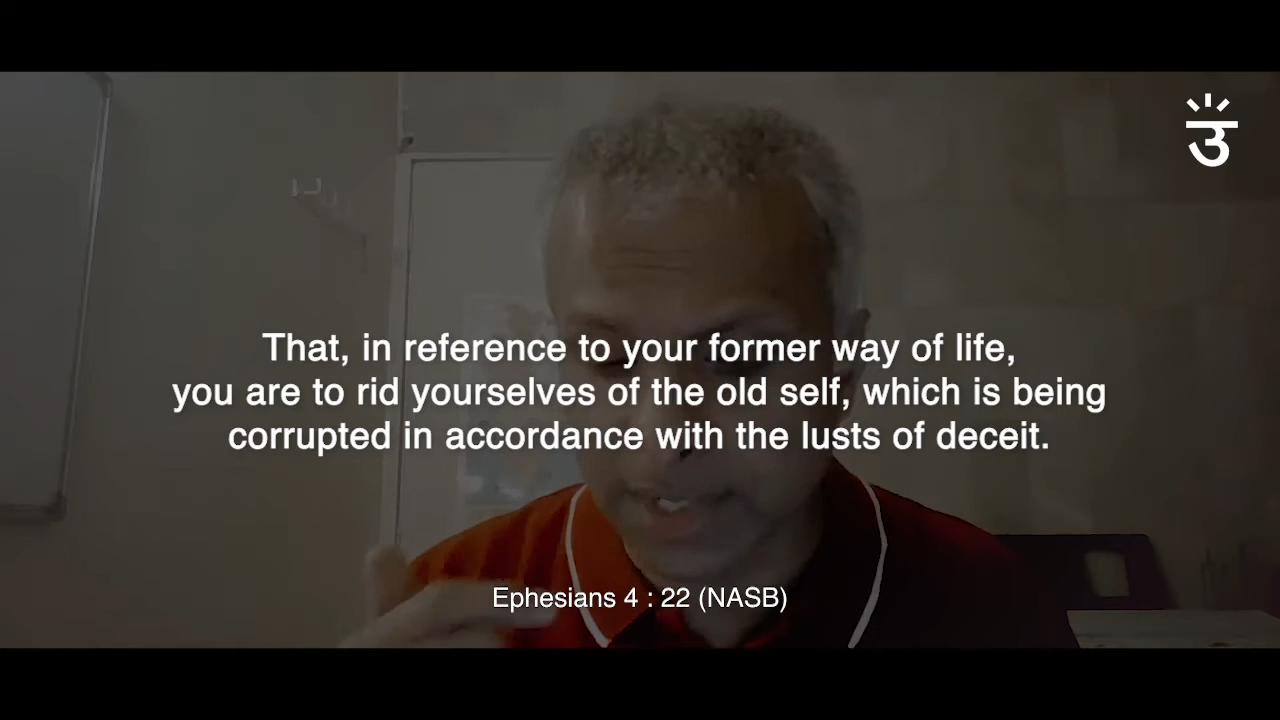 उ
That, in reference to your former way of life,
you are to rid yourselves of the old self, which is being
corrupted in accordance with the lusts of deceit.
Ephesians 4 : 22 (NASB)